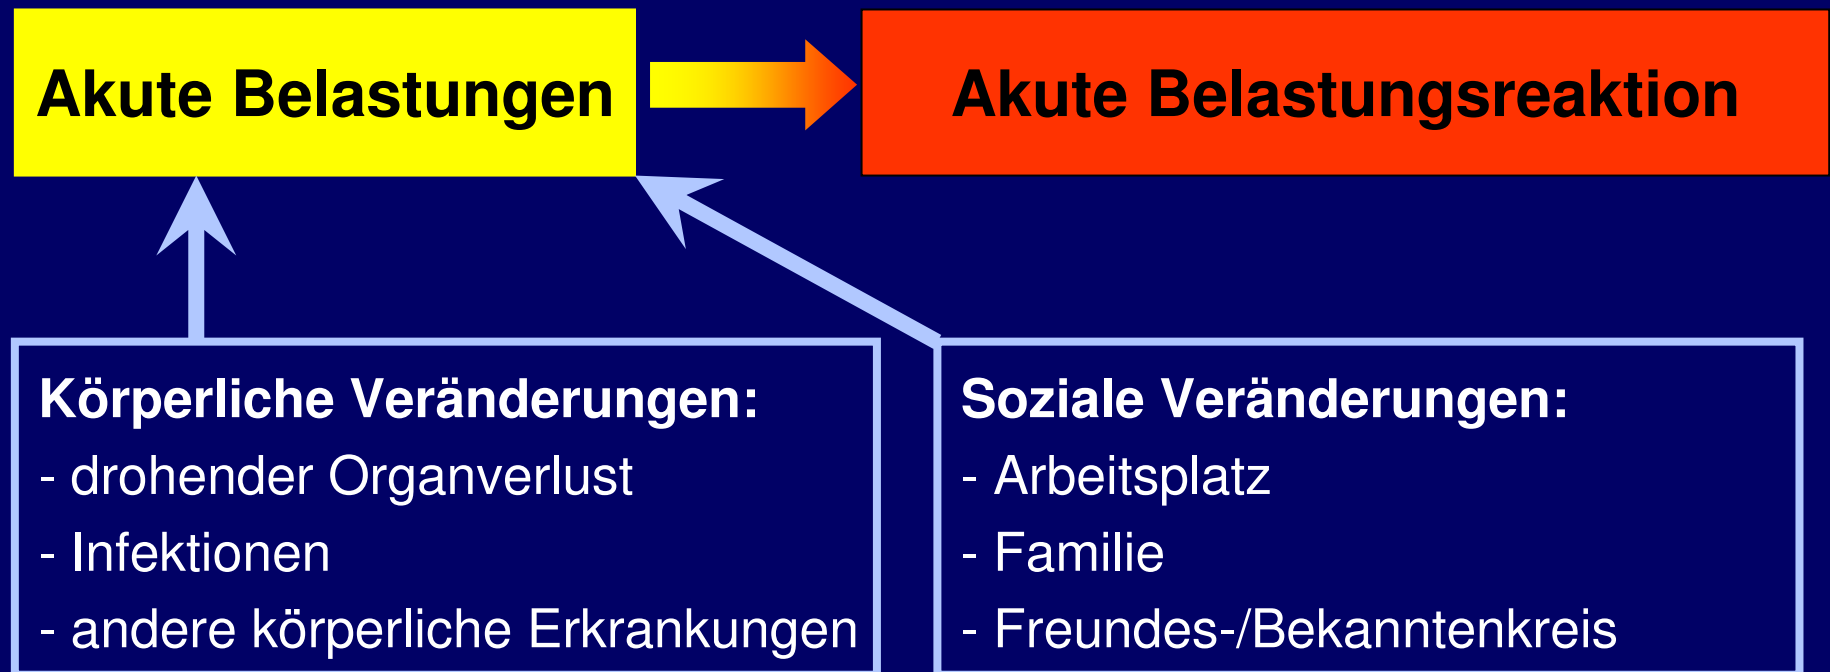 Akute Belastungen
Akute Belastungsreaktion
Körperliche Veränderungen:
- drohender Organverlust
- Infektionen
- andere körperliche Erkrankungen
Soziale Veränderungen:
- Arbeitsplatz
- Familie
- Freundes-/Bekanntenkreis